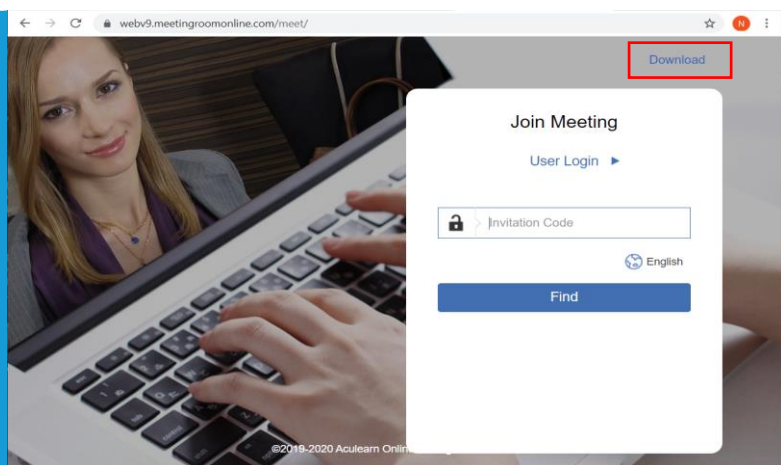 webv9.meetingroomonline.com/meet/
N
Download
Join Meeting
User Login
Invitation Code
English
Find
©2019-2020 Aculearn Onlin